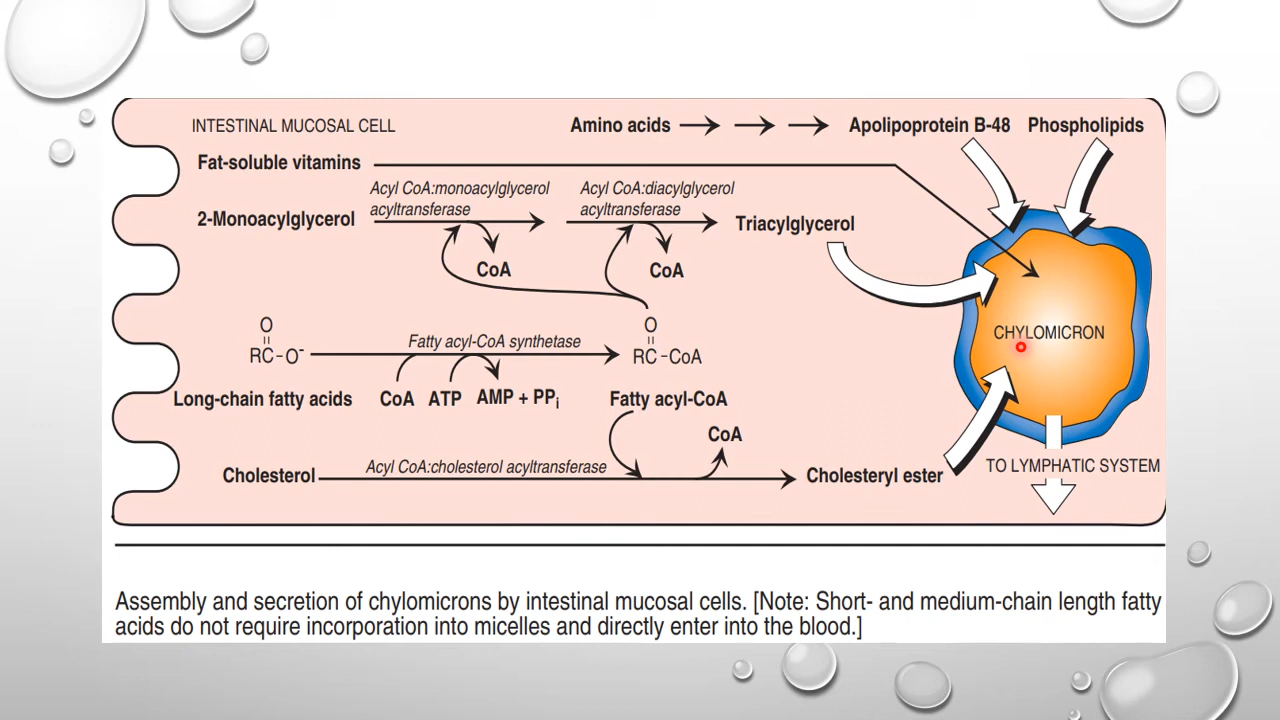 INTESTINAL MUCOSAL CELL
Amino acids
Apolipoprotein B-48
Phospholipids
Fat-soluble vitamins
Acyl CoA:monoacylglycerol
acyltransferase
Acyl CoA:diacylglycerol
acyltransferase
2-Monoacylglycerol
Triacylglycerol
CoA
CoA
O
RC-O-
Fatty acyl-CoA synthetase
O
RC-CoA
CHYLOMICRON
Long-chain fatty acids
CoA
ATP
AMP + PPi
Fatty acyl-CoA
CoA
Cholesterol
Acyl CoA:cholesterol acyltransferase
Cholesteryl ester
TO LYMPHATIC SYSTEM
Assembly and secretion of chylomicrons by intestinal mucosal cells. [Note: Short- and medium-chain length fatty
acids do not require incorporation into micelles and directly enter into the blood.]